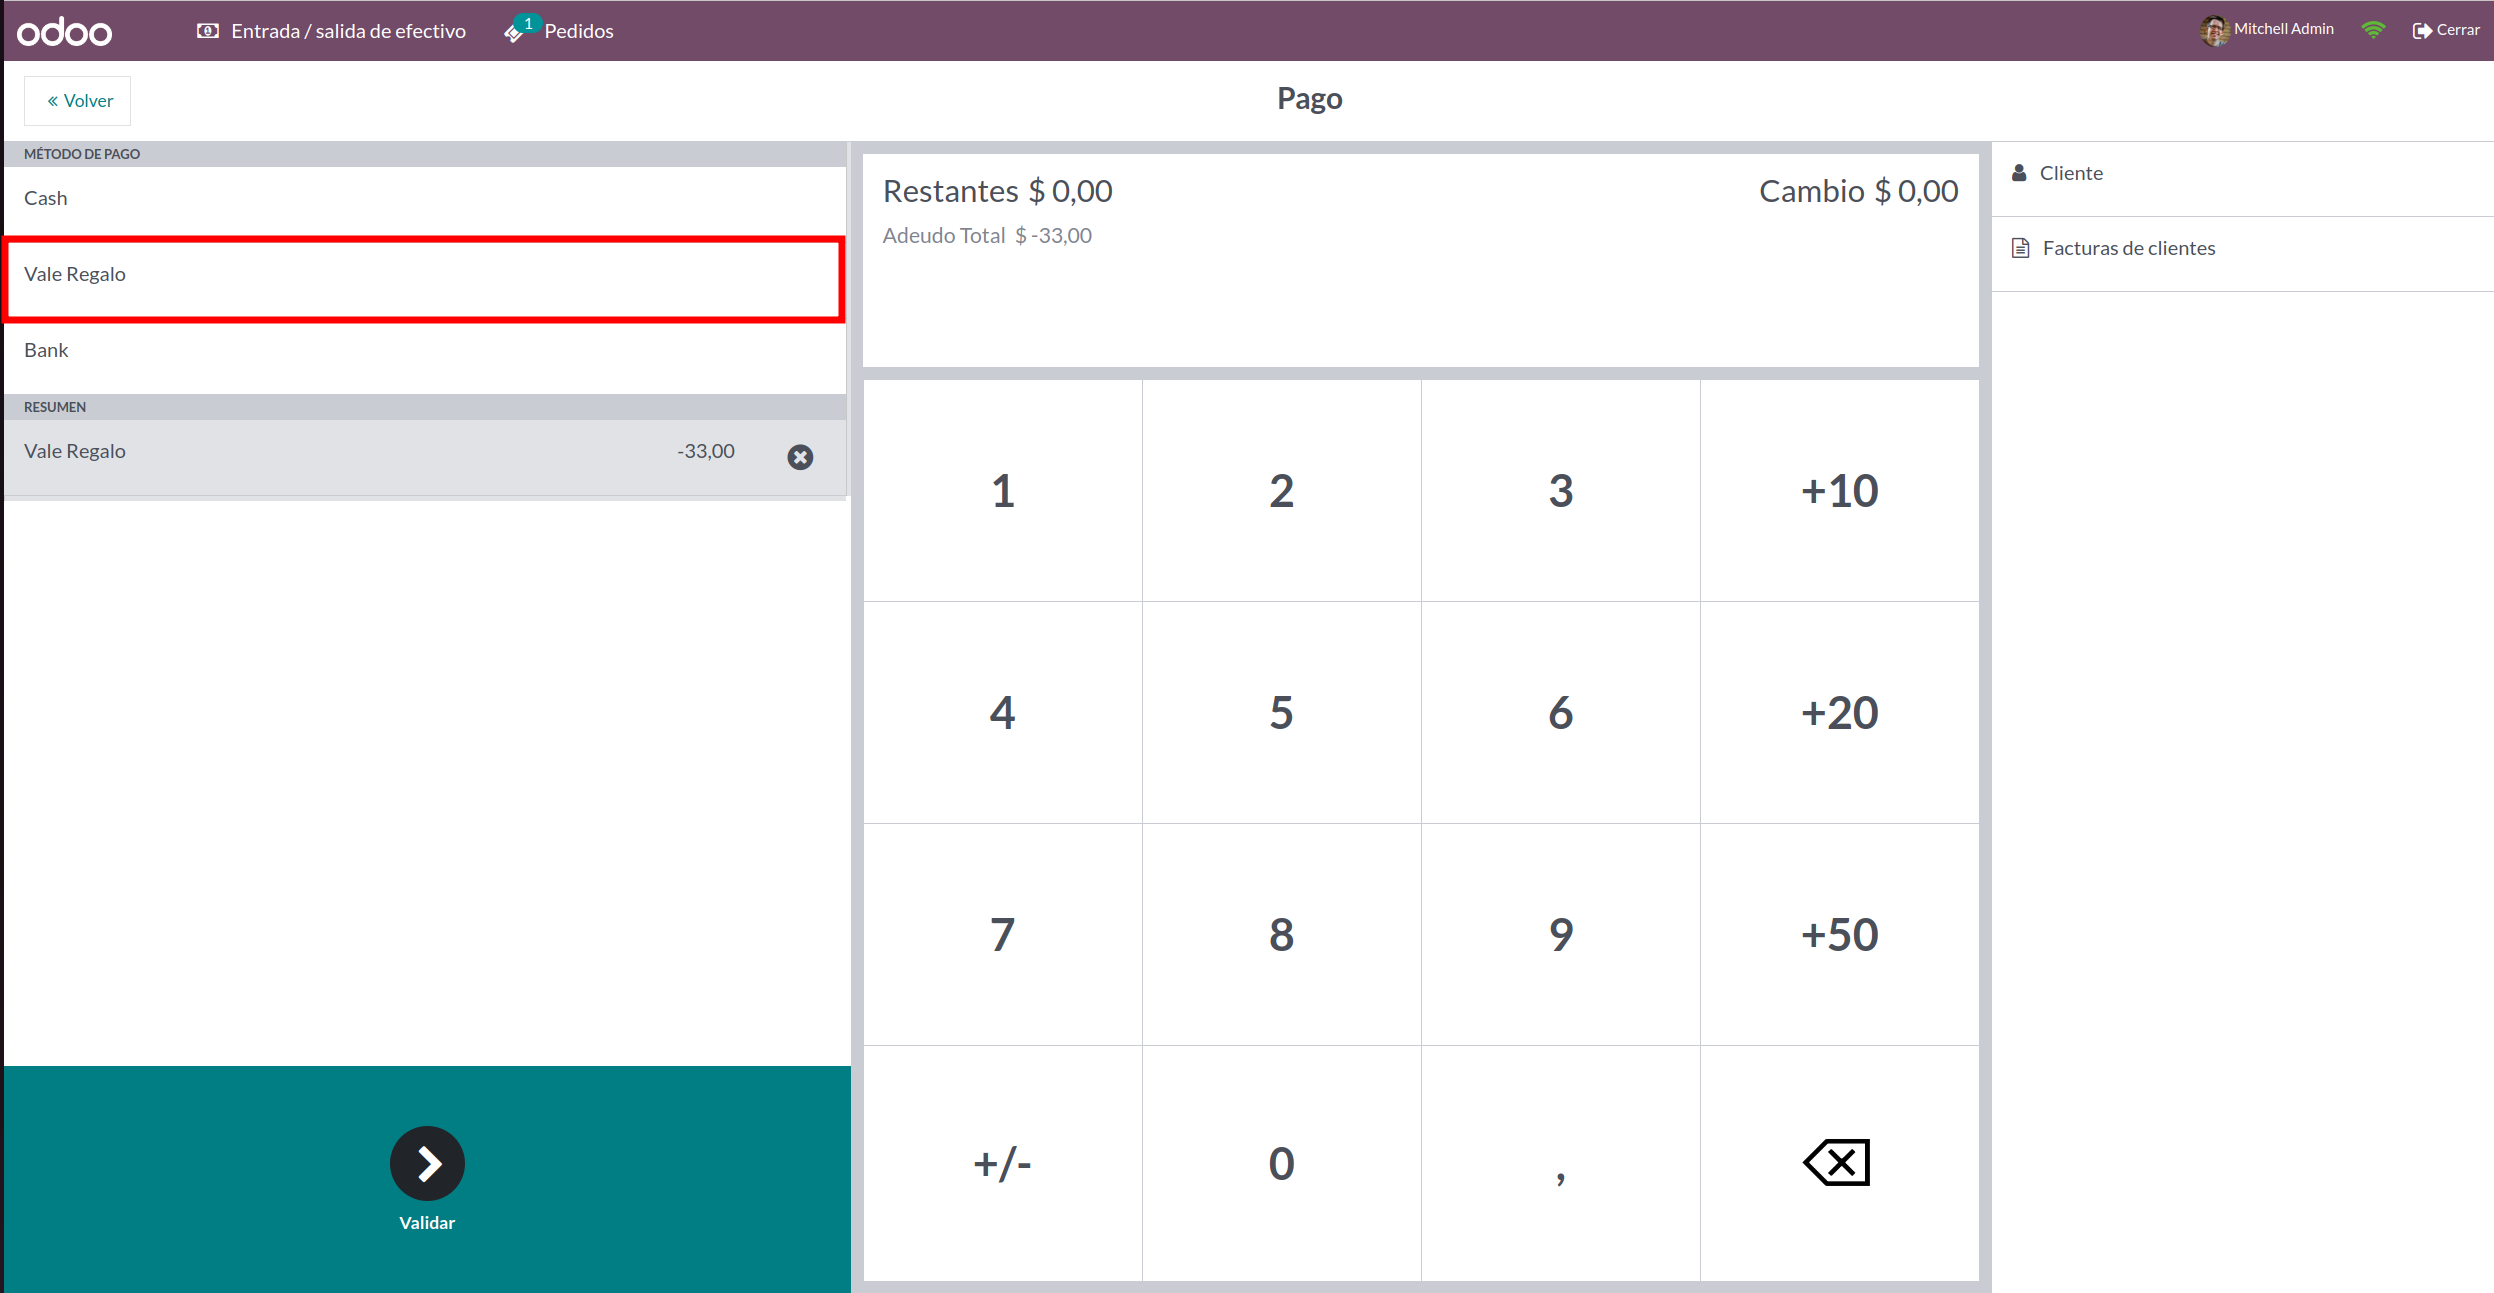 odoo
Entrada / salida de efectivo
1
Pedidos
Mitchell Admin
Cerrar
« Volver
Pago
MÉTODO DE PAGO
Cash
Vale Regalo
Bank
RESUMEN
Vale Regalo -33,00
Validar
Restantes $ 0,00
Cambio $ 0,00
Adeudo Total $ -33,00
1 2 3 +10
4 5 6 +20
7 8 9 +50
+/- 0 ,
Cliente
Facturas de clientes